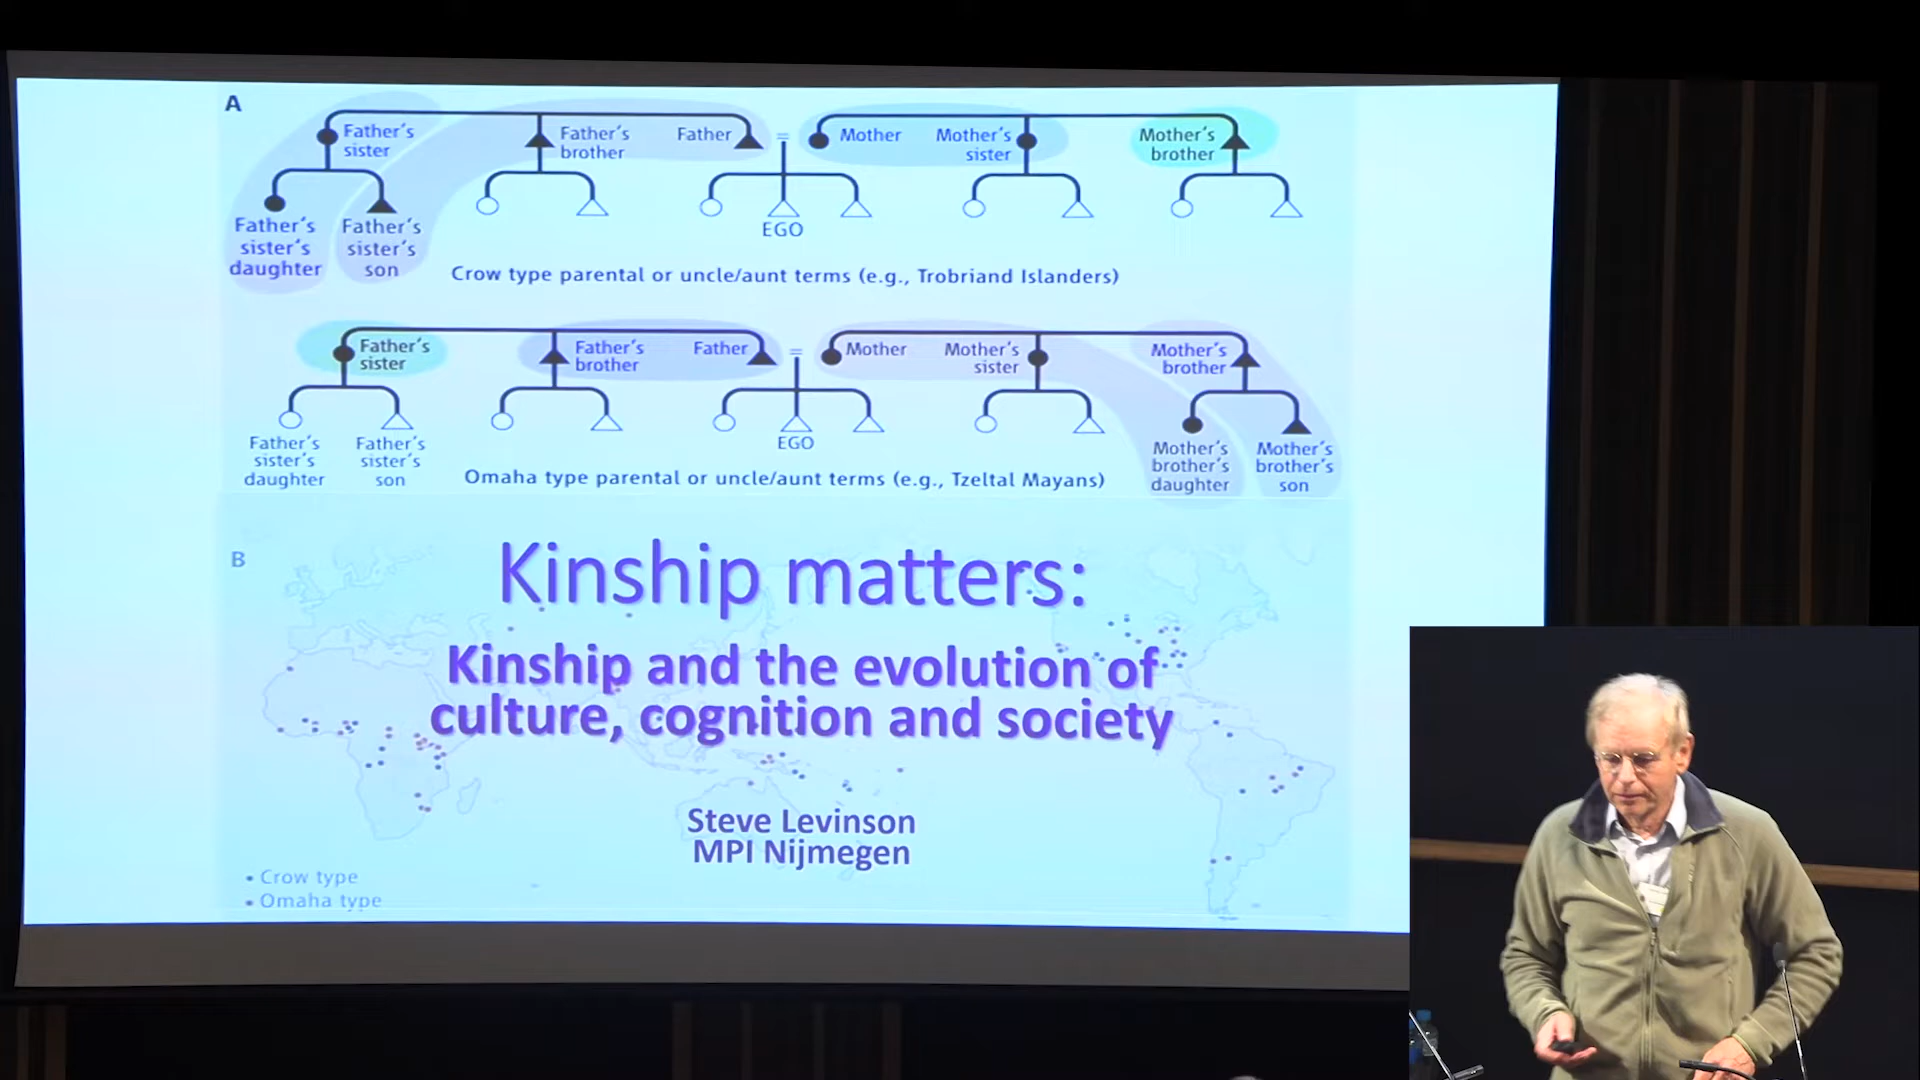 A
Father's
sister
Father's
brother
Father
=
Mother
Mother's
sister
Mother's
brother
Father's
sister's
daughter
Father's
sister's
son
EGO
Crow type parental or uncle/aunt terms (e.g., Trobriand Islanders)
Father's
sister
Father's
brother
Father
=
Mother
Mother's
sister
Mother's
brother
Father's
sister's
daughter
Father's
sister's
son
EGO
Mother's
brother's
daughter
Mother's
brother's
son
Omaha type parental or uncle/aunt terms (e.g., Tzeltal Mayans)
B
Kinship matters:
Kinship and the evolution of
culture, cognition and society
Steve Levinson
MPI Nijmegen
• Crow type
• Omaha type